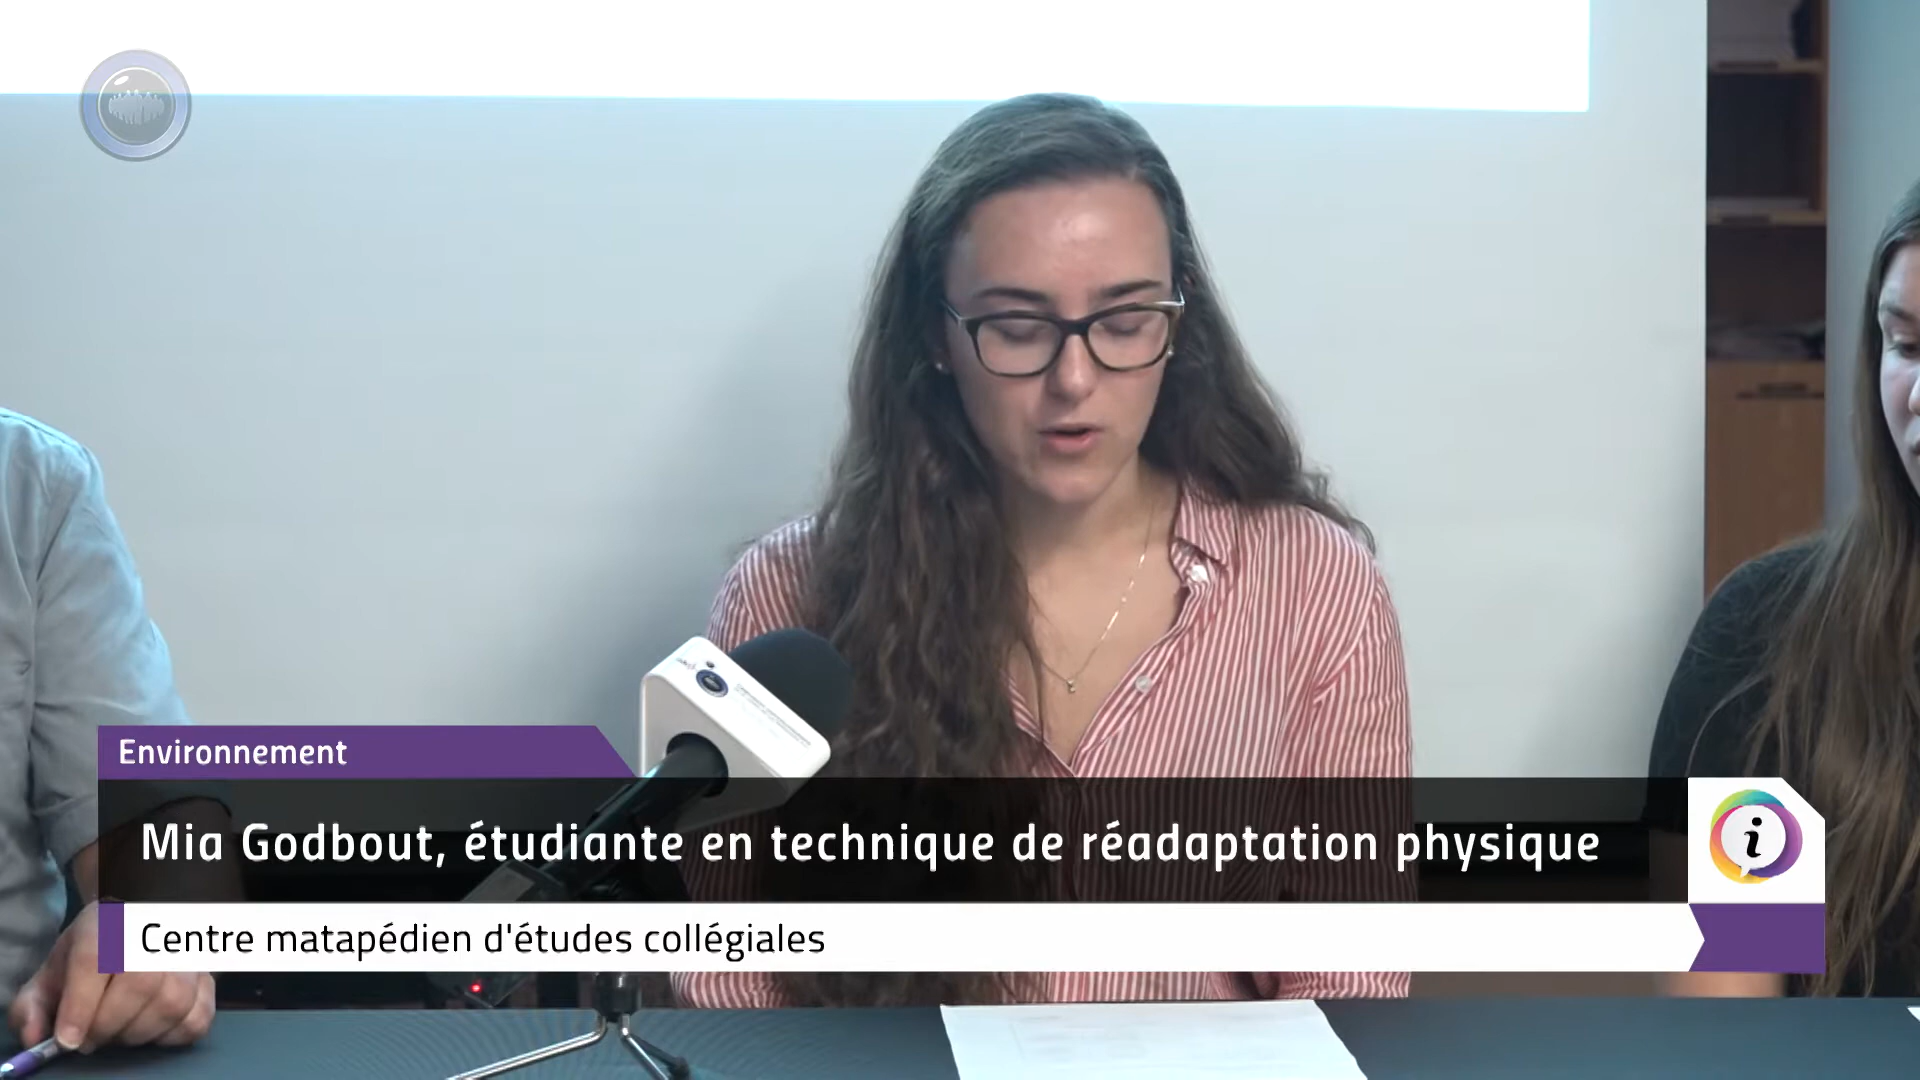 Environnement
Mia Godbout, étudiante en technique de réadaptation physique
i
Centre matapédien d'études collégiales